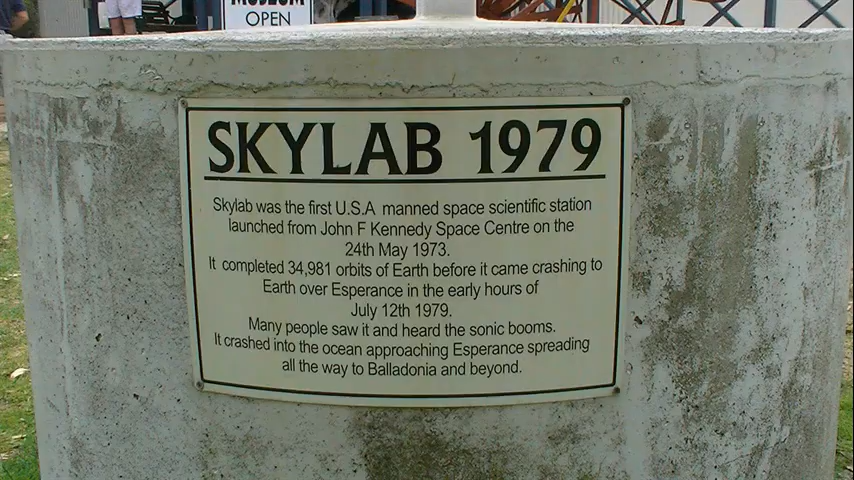 MUSEUM
OPEN
SKYLAB 1979
Skylab was the first U.S.A manned space scientific station
launched from John F Kennedy Space Centre on the
24th May 1973.
It completed 34,981 orbits of Earth before it came crashing to
Earth over Esperance in the early hours of
July 12th 1979.
Many people saw it and heard the sonic booms.
It crashed into the ocean approaching Esperance spreading
all the way to Balladonia and beyond.